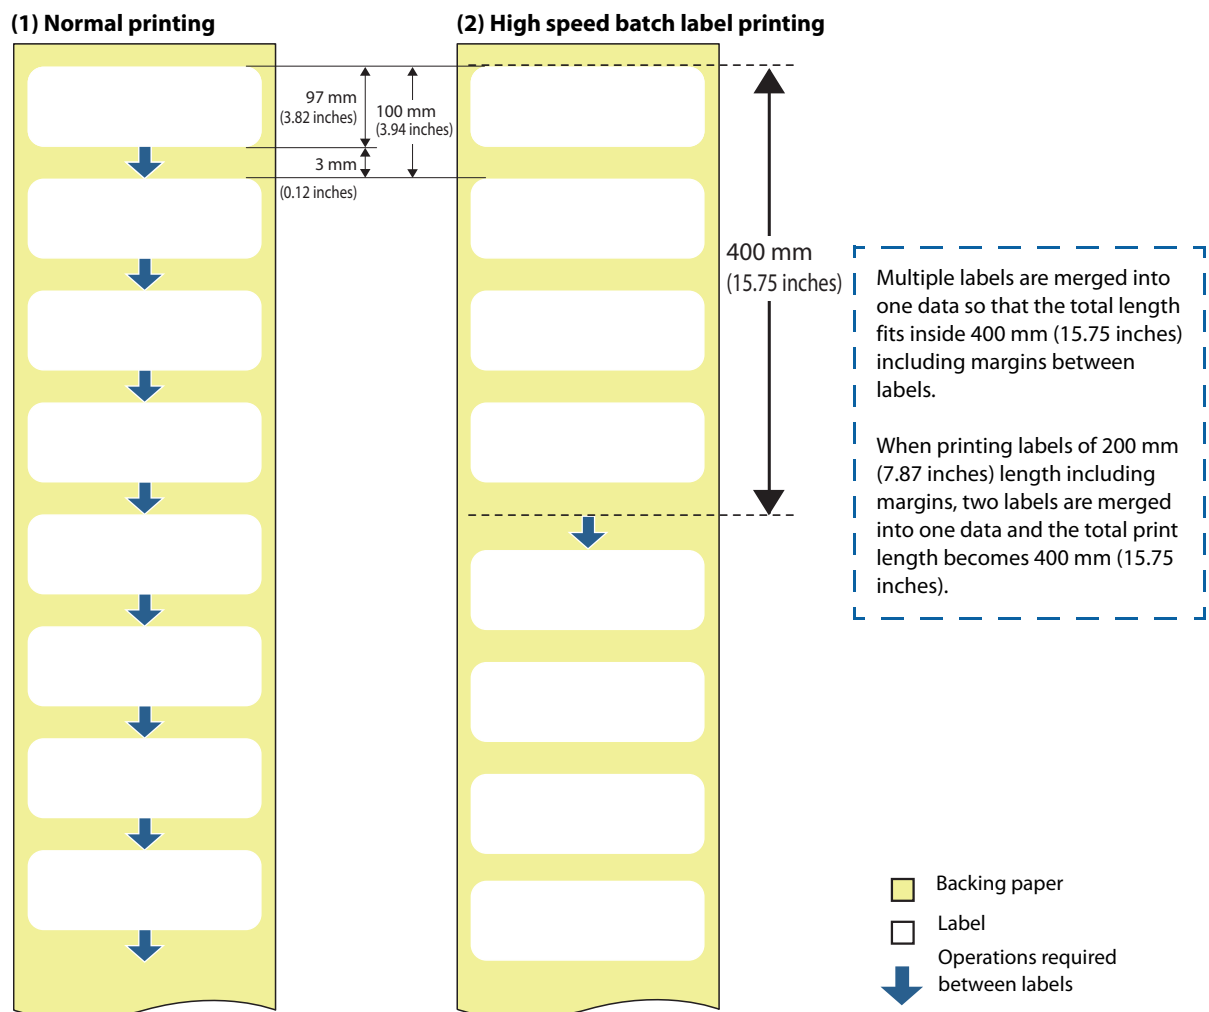 (1) Normal printing
(2) High speed batch label printing
97 mm
(3.82 inches)
100 mm
(3.94 inches)
3 mm
(0.12 inches)
400 mm
(15.75 inches)
Multiple labels are merged into
one data so that the total length
fits inside 400 mm (15.75 inches)
including margins between
labels.
When printing labels of 200 mm
(7.87 inches) length including
margins, two labels are merged
into one data and the total print
length becomes 400 mm (15.75
inches).
Backing paper
Label
Operations required
between labels